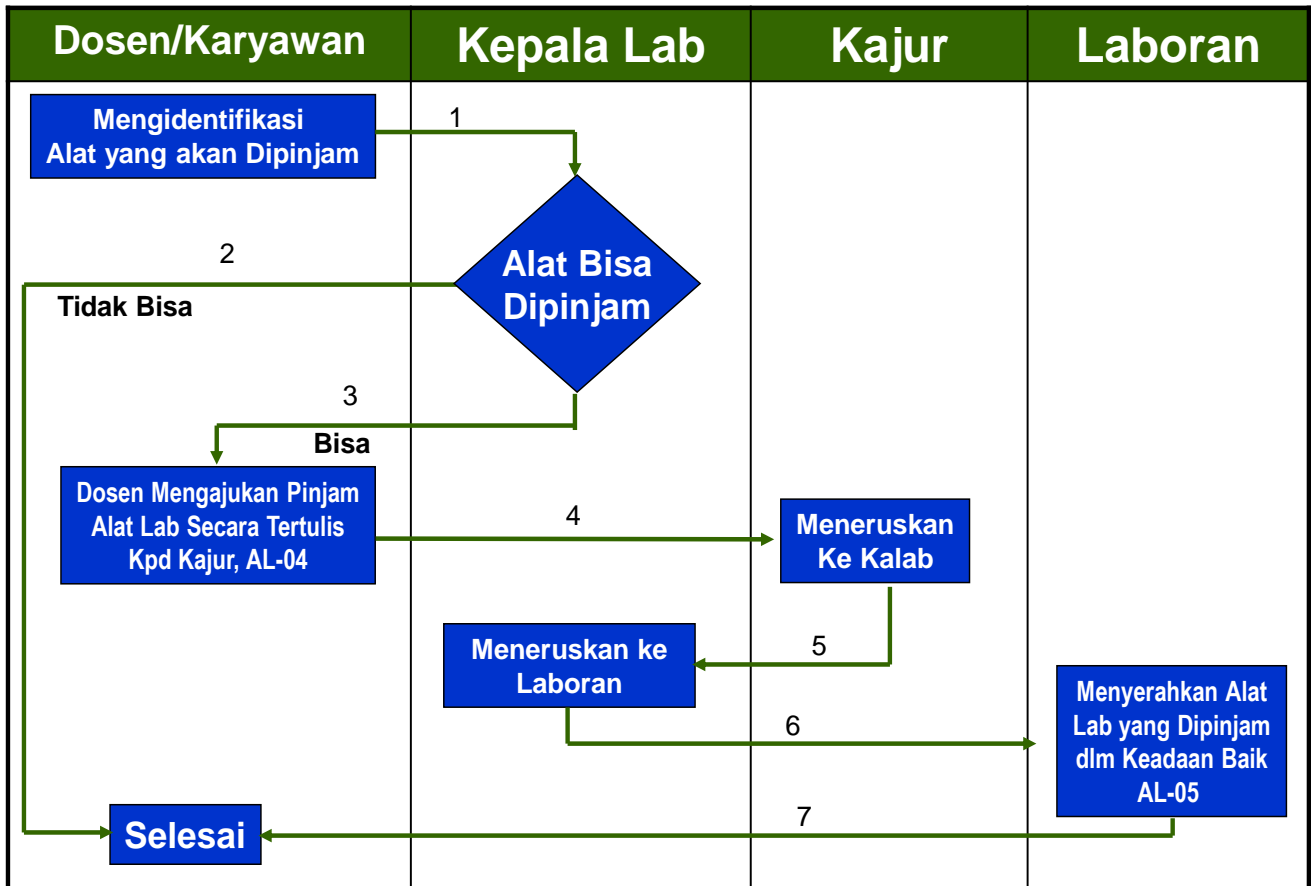 Dosen/Karyawan
Kepala Lab
Kajur
Laboran
Mengidentifikasi
Alat yang akan Dipinjam
1
Alat Bisa
Dipinjam
2
Tidak Bisa
3
Bisa
Dosen Mengajukan Pinjam
Alat Lab Secara Tertulis
Kpd Kajur, AL-04
4
Meneruskan
Ke Kalab
5
Meneruskan ke
Laboran
6
Menyerahkan Alat
Lab yang Dipinjam
dlm Keadaan Baik
AL-05
7
Selesai